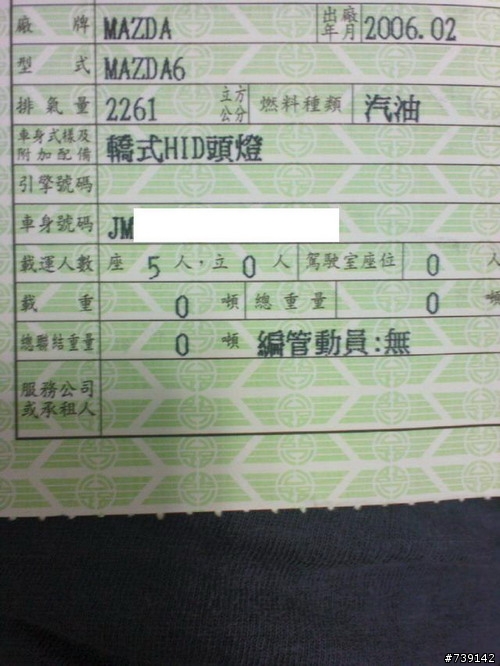 廠牌 MAZDA 出廠年月 2006.02
型式 MAZDA6
排氣量 2261 立方公分 燃料種類 汽油
車身式樣及附加配備 轎式HID頭燈
引擎號碼
車身號碼 JM
載運人數 座 5 人,立 0 人 駕駛室座位 0 人
載重 0 噸 總重量 0 噸
總聯結重量 0 噸 編管動員:無
服務公司
或承租人
#739142